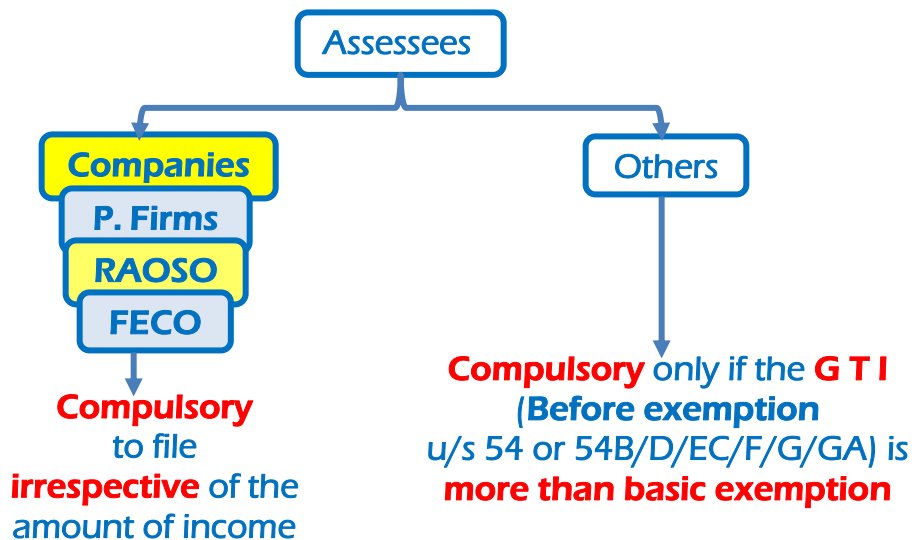 Assessees
Companies
P. Firms
RAOSO
FECO
Compulsory
to file
irrespective of the
amount of income
Others
Compulsory only if the G T I
(Before exemption
u/s 54 or 54B/D/EC/F/G/GA) is
more than basic exemption